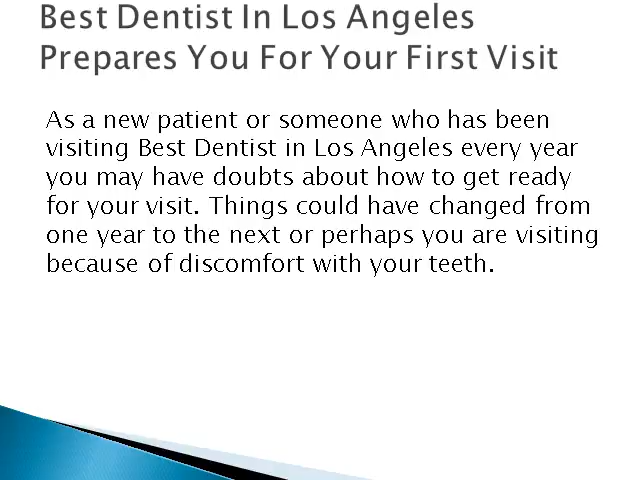 Best Dentist In Los Angeles
Prepares You For Your First Visit
As a new patient or someone who has been
visiting Best Dentist in Los Angeles every year
you may have doubts about how to get ready
for your visit. Things could have changed from
one year to the next or perhaps you are visiting
because of discomfort with your teeth.